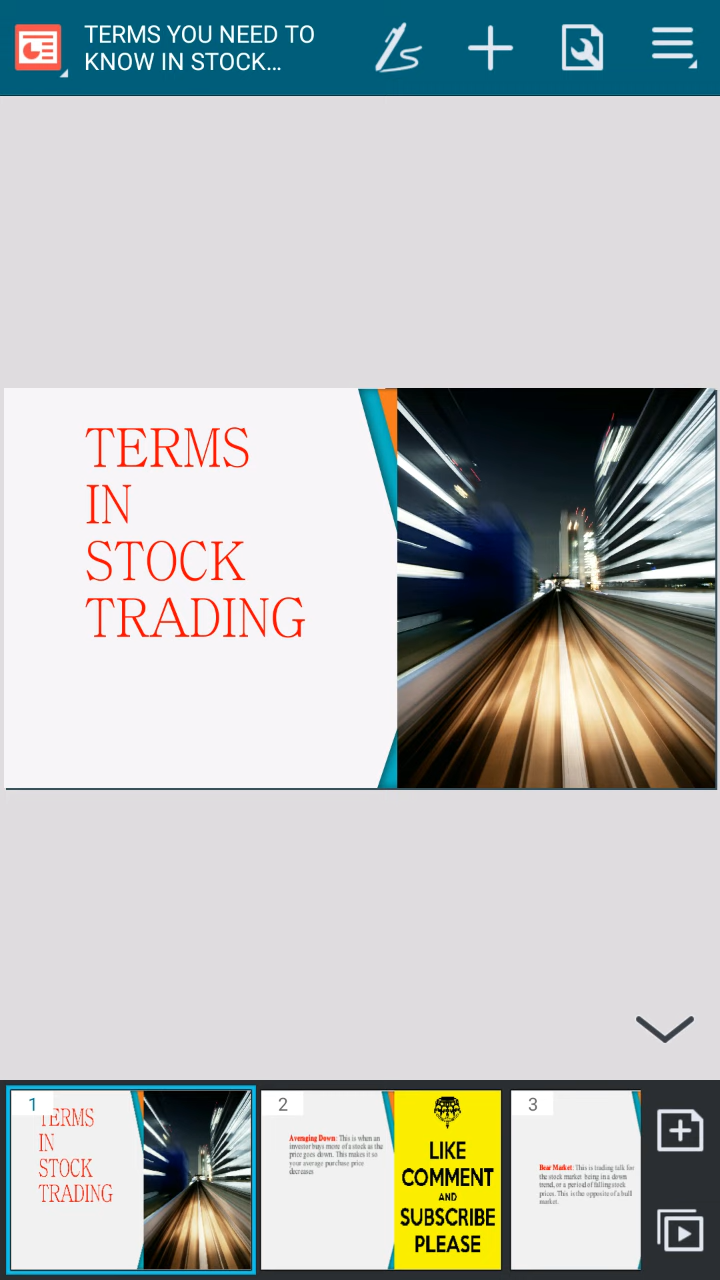 TERMS YOU NEED TO
KNOW IN STOCK...
TERMS
IN
STOCK
TRADING
1
TERMS
IN
STOCK
TRADING
2
Averaging Down: This is when an
investor buys more of a stock as the
price goes down. This makes it so
your average purchase price
decreases
LIKE
COMMENT
AND
SUBSCRIBE
PLEASE
3
Bear Market: This is trading talk for
the stock market being in a down
trend, or a period of falling stock
prices. This is the opposite of a bull
market.